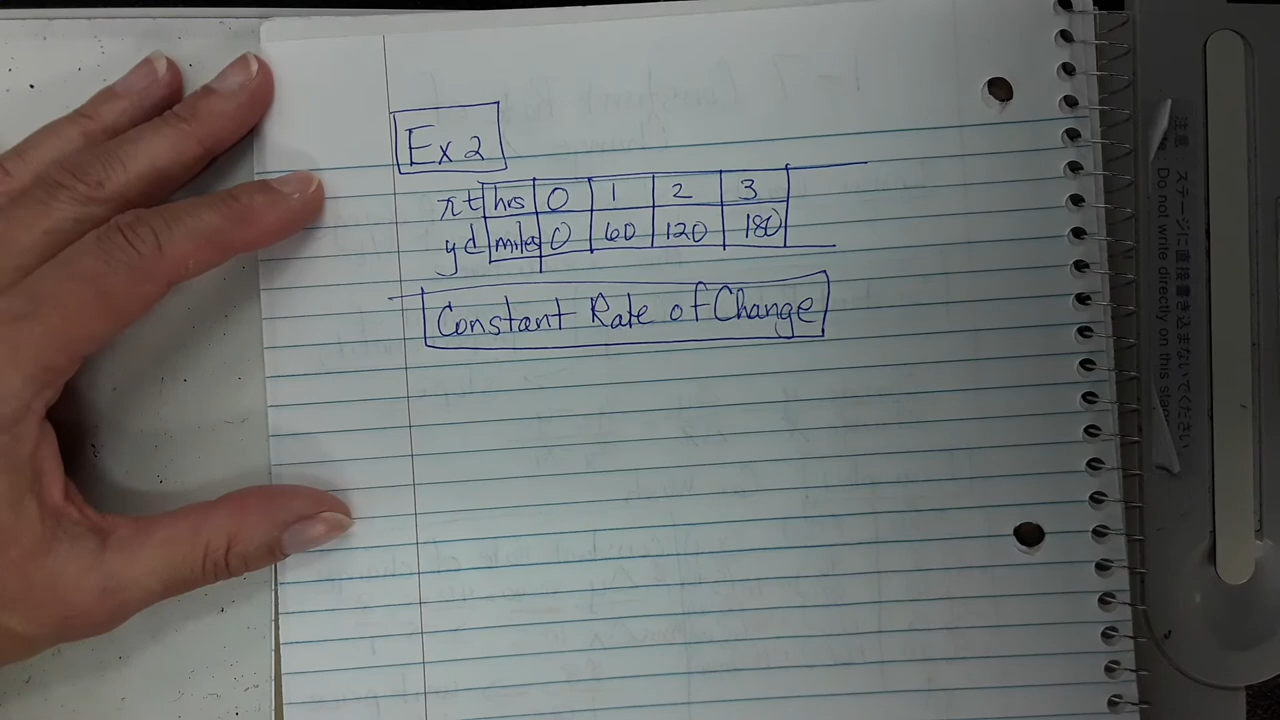 Ex 2
x t hrs 0 1 2 3
y d miles 0 60 120 180
Constant Rate of Change
注意:ステージに直接書き込まないでください
Do not write directly on this stage